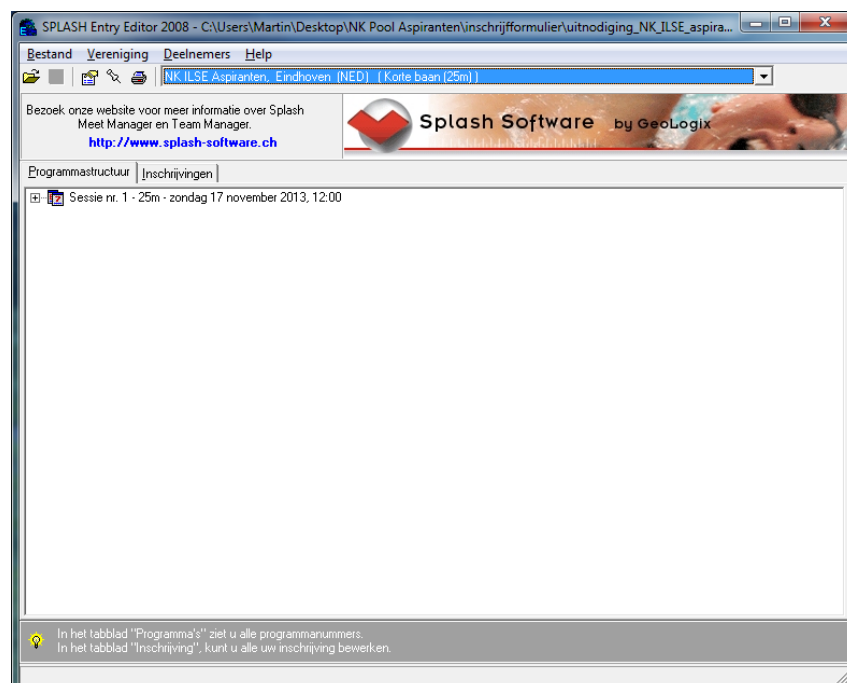 SPLASH Entry Editor 2008 - C:\Users\Martin\Desktop\NK Pool Aspiranten\inschrijfformulier\uitnodiging_NK_ILSE_aspira...
Bestand Vereniging Deelnemers Help
NK ILSE Aspiranten, Eindhoven (NED) ( Korte baan (25m) )
Bezoek onze website voor meer informatie over Splash
Meet Manager en Team Manager.
http://www.splash-software.ch
Splash Software by GeoLogix
Programmastructuur Inschrijvingen
Sessie nr. 1 - 25m - zondag 17 november 2013, 12:00
In het tabblad "Programma's" ziet u alle programmanummers.
In het tabblad "Inschrijving", kunt u alle uw inschrijving bewerken.